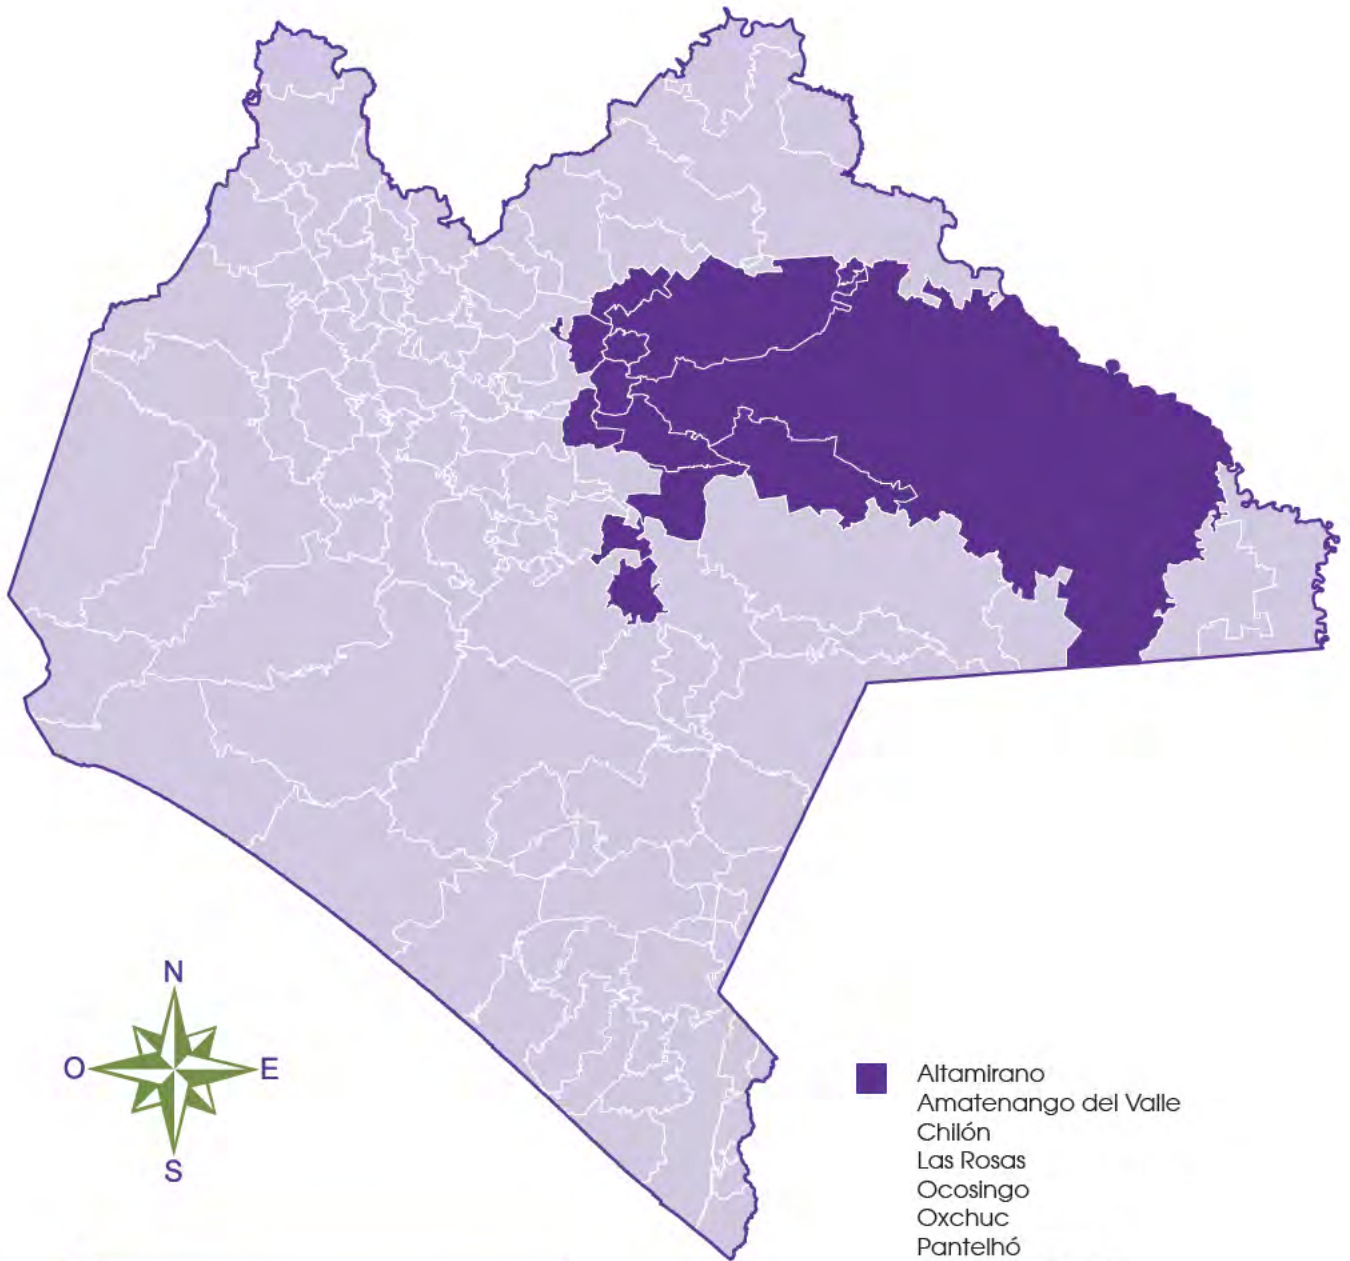 N
O
E
S
Altamirano
Amatenango del Valle
Chilón
Las Rosas
Ocosingo
Oxchuc
Pantelhó